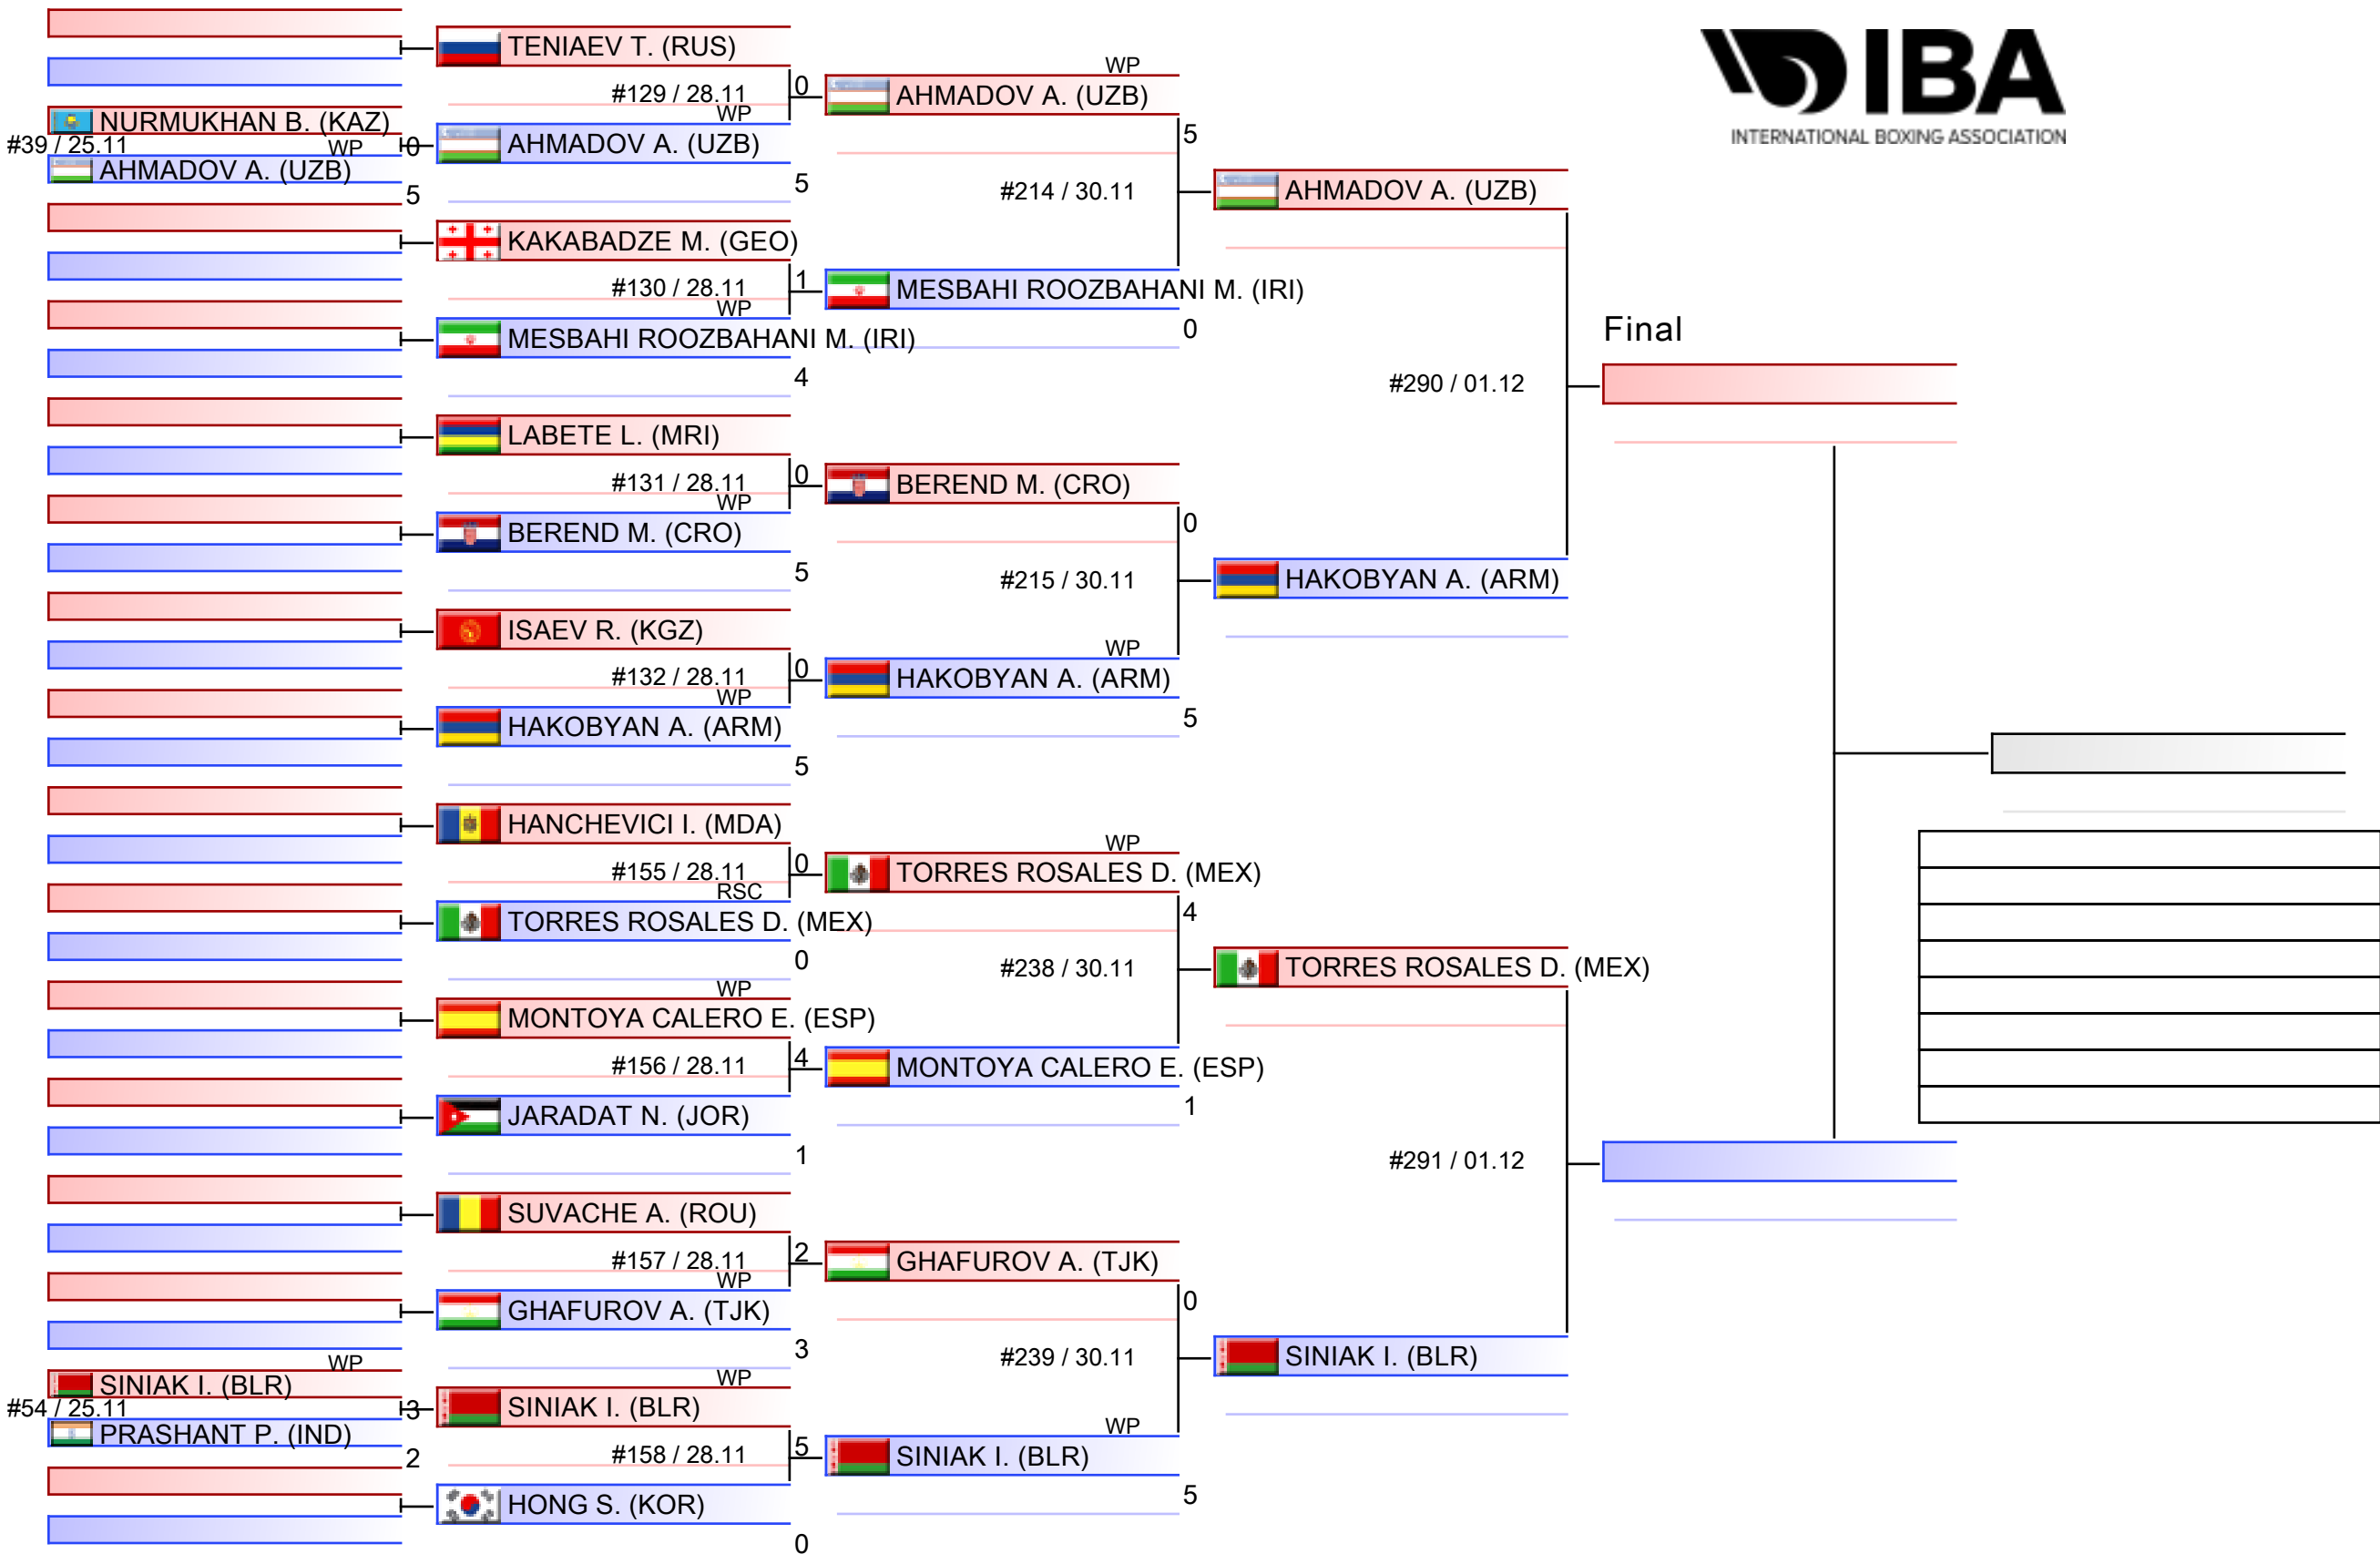 IBA
INTERNATIONAL BOXING ASSOCIATION
NURMUKHAN B. (KAZ)
#39 / 25.11
WP
0
AHMADOV A. (UZB)
5
WP
SINIAK I. (BLR)
#54 / 25.11
3
PRASHANT P. (IND)
2
TENIAEV T. (RUS)
#129 / 28.11
0
WP
AHMADOV A. (UZB)
5
KAKABADZE M. (GEO)
#130 / 28.11
1
WP
MESBAHI ROOZBAHANI M. (IRI)
4
LABETE L. (MRI)
#131 / 28.11
0
WP
BEREND M. (CRO)
5
ISAEV R. (KGZ)
#132 / 28.11
0
WP
HAKOBYAN A. (ARM)
5
HANCHEVICI I. (MDA)
#155 / 28.11
0
RSC
TORRES ROSALES D. (MEX)
0
WP
MONTOYA CALERO E. (ESP)
#156 / 28.11
4
JARADAT N. (JOR)
1
SUVACHE A. (ROU)
#157 / 28.11
2
WP
GHAFUROV A. (TJK)
3
WP
SINIAK I. (BLR)
#158 / 28.11
5
HONG S. (KOR)
0
WP
AHMADOV A. (UZB)
5
#214 / 30.11
MESBAHI ROOZBAHANI M. (IRI)
0
BEREND M. (CRO)
0
#215 / 30.11
WP
HAKOBYAN A. (ARM)
5
WP
TORRES ROSALES D. (MEX)
4
#238 / 30.11
MONTOYA CALERO E. (ESP)
1
GHAFUROV A. (TJK)
0
#239 / 30.11
WP
SINIAK I. (BLR)
5
AHMADOV A. (UZB)
#290 / 01.12
HAKOBYAN A. (ARM)
TORRES ROSALES D. (MEX)
#291 / 01.12
SINIAK I. (BLR)
Final